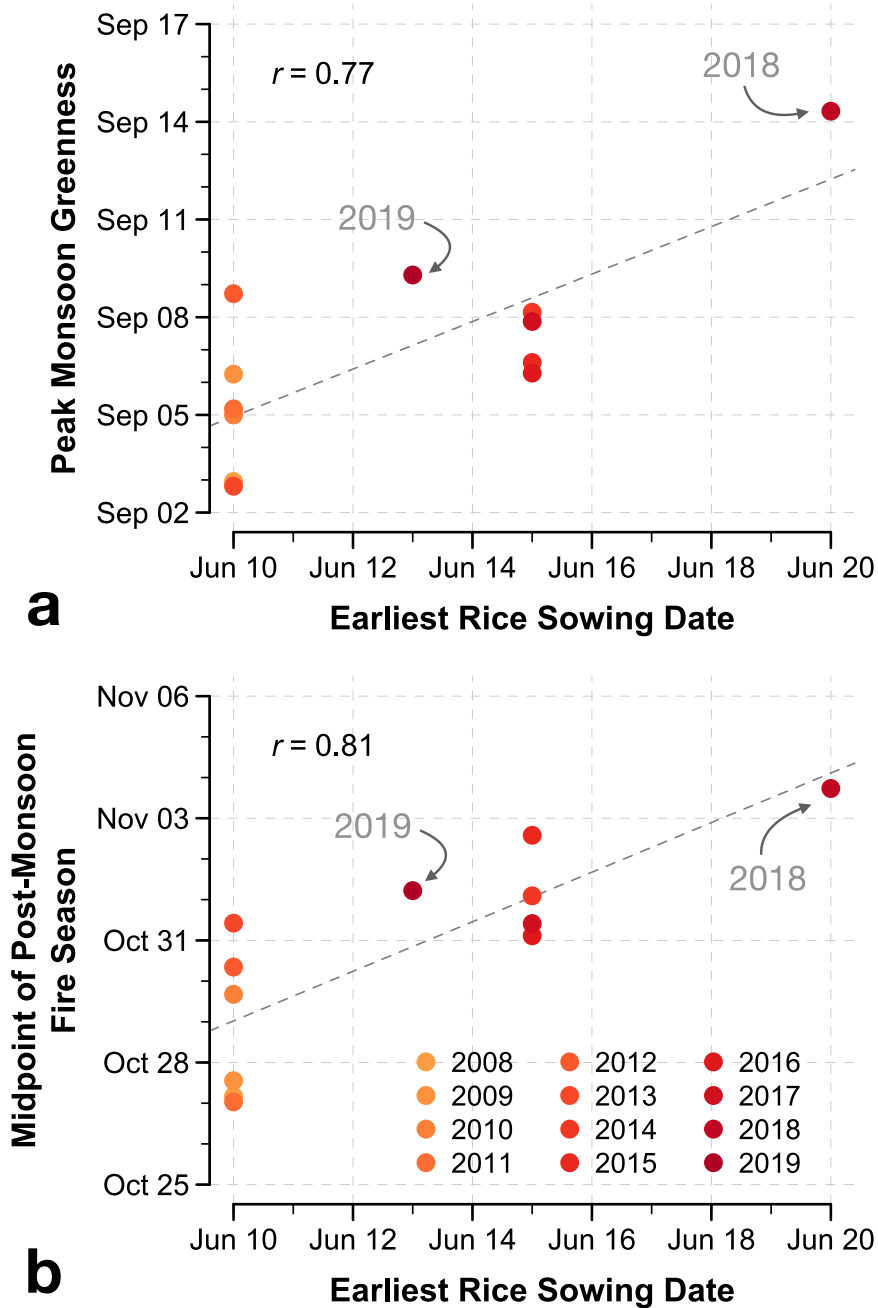 Sep 17
Sep 14
Sep 11
Sep 08
Sep 05
Sep 02
Peak Monsoon Greenness
r = 0.77
2018
2019
Jun 10 Jun 12 Jun 14 Jun 16 Jun 18 Jun 20
Earliest Rice Sowing Date
a
Nov 06
Nov 03
Oct 31
Oct 28
Oct 25
Midpoint of Post-Monsoon
Fire Season
r = 0.81
2019
2018
2008 2012 2016
2009 2013 2017
2010 2014 2018
2011 2015 2019
Jun 10 Jun 12 Jun 14 Jun 16 Jun 18 Jun 20
Earliest Rice Sowing Date
b